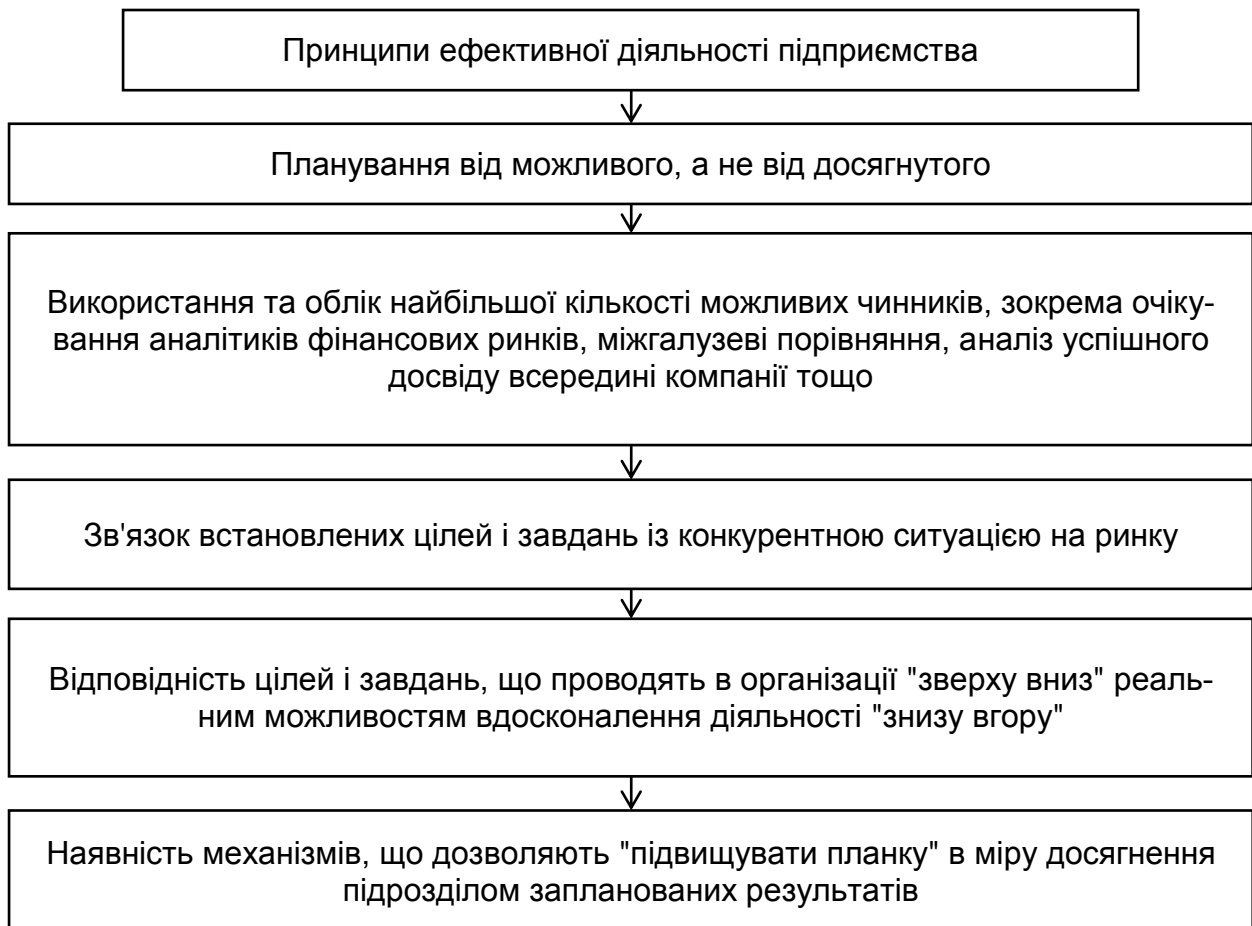 Принципи ефективної діяльності підприємства
Планування від можливого, а не від досягнутого
Використання та облік найбільшої кількості можливих чинників, зокрема очіку-
вання аналітиків фінансових ринків, міжгалузеві порівняння, аналіз успішного
досвіду всередині компанії тощо
Зв'язок встановлених цілей і завдань із конкурентною ситуацією на ринку
Відповідність цілей і завдань, що проводять в організації "зверху вниз" реаль-
ним можливостям вдосконалення діяльності "знизу вгору"
Наявність механізмів, що дозволяють "підвищувати планку" в міру досягнення
підрозділом запланованих результатів